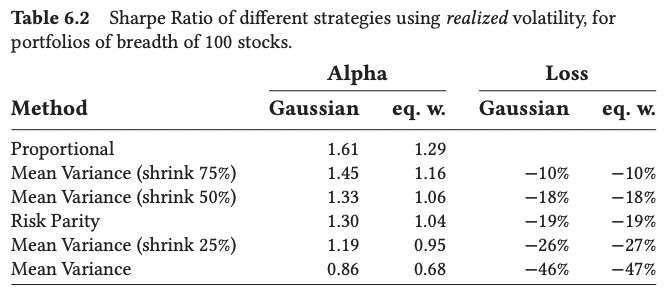 Table 6.2 Sharpe Ratio of different strategies using realized volatility, for
portfolios of breadth of 100 stocks.
Alpha Loss
Method Gaussian eq. w. Gaussian eq. w.
Proportional 1.61 1.29
Mean Variance (shrink 75%) 1.45 1.16 −10% −10%
Mean Variance (shrink 50%) 1.33 1.06 −18% −18%
Risk Parity 1.30 1.04 −19% −19%
Mean Variance (shrink 25%) 1.19 0.95 −26% −27%
Mean Variance 0.86 0.68 −46% −47%